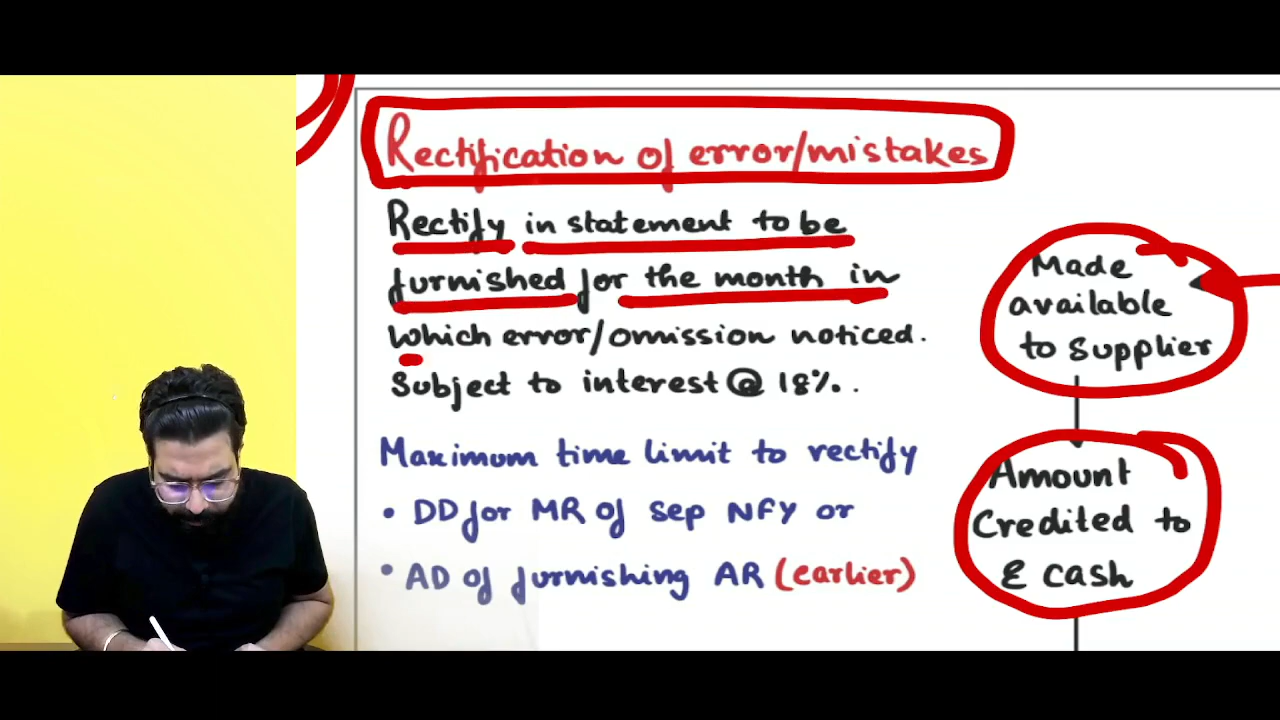 Rectification of error/mistakes
Rectify in statement to be
furnished for the month in
which error/omission noticed.
Subject to interest @ 18%.
Maximum time limit to rectify
• DD for MR of Sep NFY or
• AD of furnishing AR (earlier)
Made
available
to Supplier
Amount
Credited to
E cash